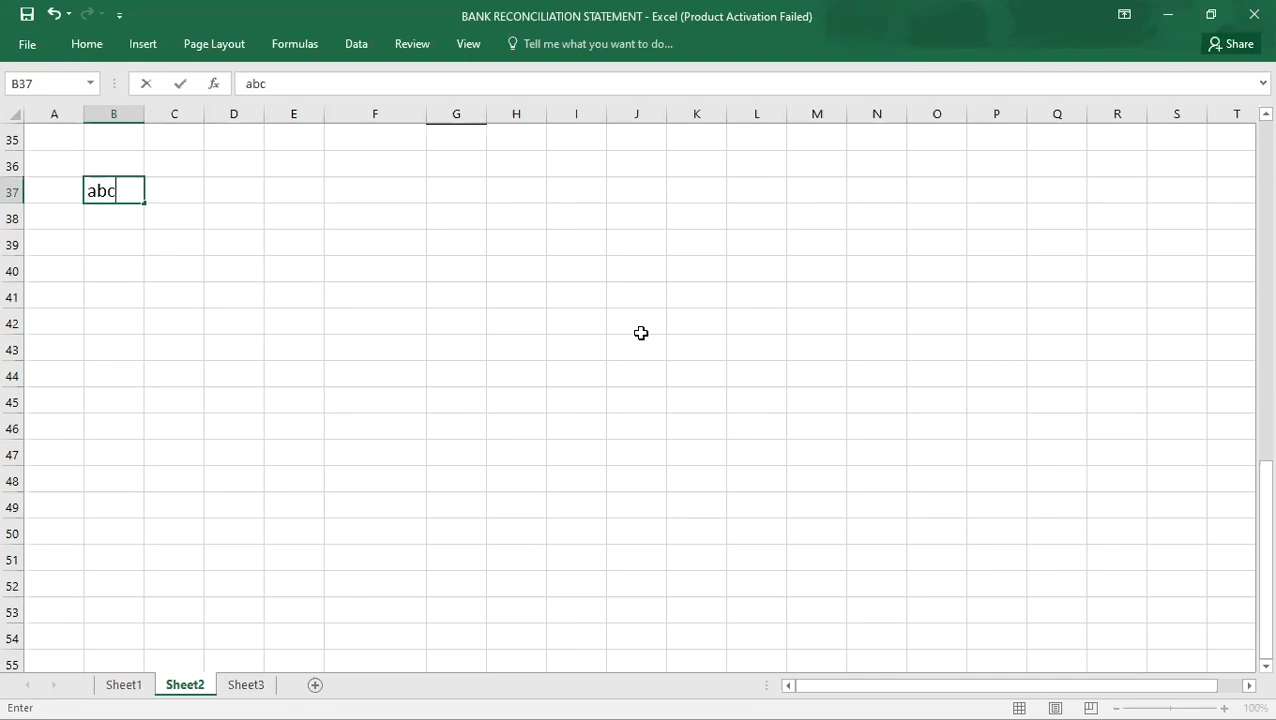 BANK RECONCILIATION STATEMENT - Excel (Product Activation Failed)
File Home Insert Page Layout Formulas Data Review View Tell me what you want to do... Share
B37 fx abc
A B C D E F G H I J K L M N O P Q R S T
35
36
37 abc
38
39
40
41
42
43
44
45
46
47
48
49
50
51
52
53
54
55
Sheet1 Sheet2 Sheet3
Enter 100%